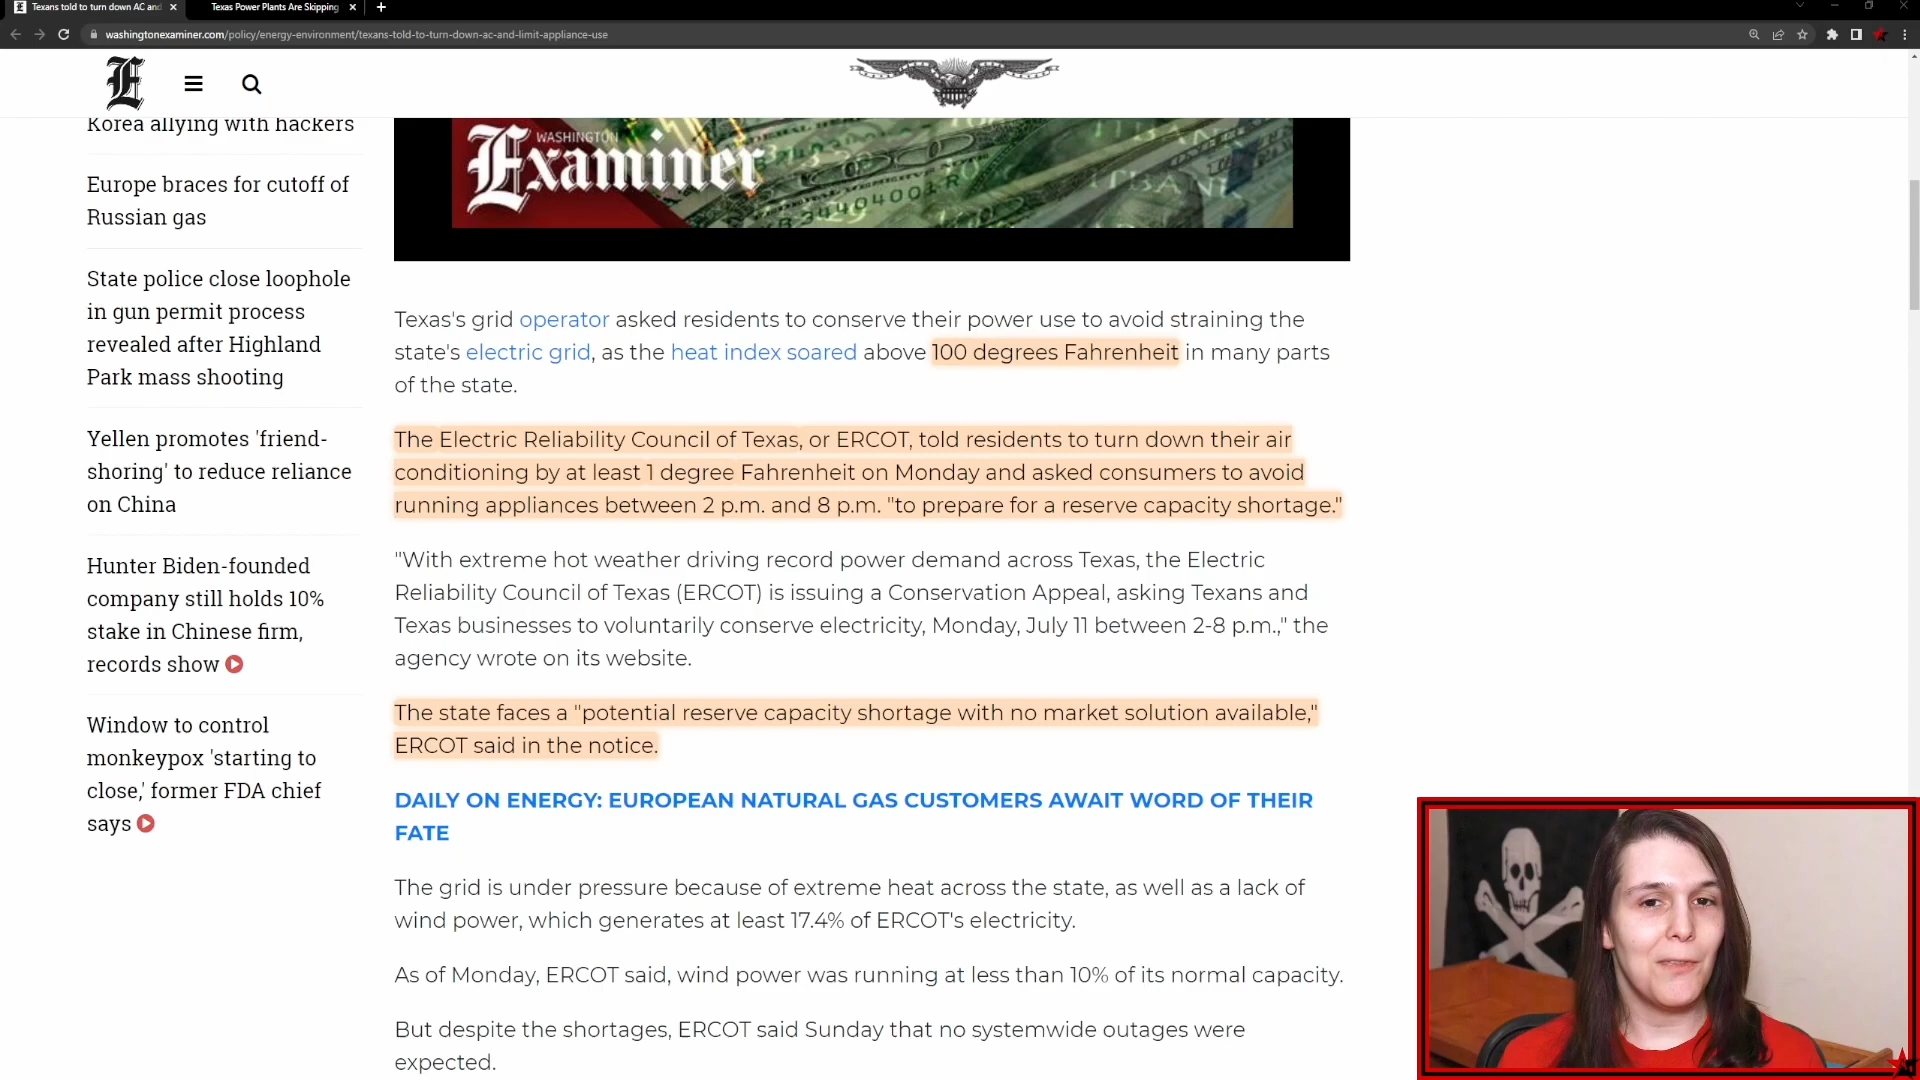 Texans told to turn down AC and
Texas Power Plants Are Skipping
washingtonexaminer.com/policy/energy-environment/texans-told-to-turn-down-ac-and-limit-appliance-use
E
Korea allying with hackers
Europe braces for cutoff of
Russian gas
State police close loophole
in gun permit process
revealed after Highland
Park mass shooting
Yellen promotes 'friend-
shoring' to reduce reliance
on China
Hunter Biden-founded
company still holds 10%
stake in Chinese firm,
records show
Window to control
monkeypox 'starting to
close,' former FDA chief
says
WASHINGTON
Examiner
Texas's grid operator asked residents to conserve their power use to avoid straining the
state's electric grid, as the heat index soared above 100 degrees Fahrenheit in many parts
of the state.
The Electric Reliability Council of Texas, or ERCOT, told residents to turn down their air
conditioning by at least 1 degree Fahrenheit on Monday and asked consumers to avoid
running appliances between 2 p.m. and 8 p.m. "to prepare for a reserve capacity shortage."
"With extreme hot weather driving record power demand across Texas, the Electric
Reliability Council of Texas (ERCOT) is issuing a Conservation Appeal, asking Texans and
Texas businesses to voluntarily conserve electricity, Monday, July 11 between 2-8 p.m.," the
agency wrote on its website.
The state faces a "potential reserve capacity shortage with no market solution available,"
ERCOT said in the notice.
DAILY ON ENERGY: EUROPEAN NATURAL GAS CUSTOMERS AWAIT WORD OF THEIR
FATE
The grid is under pressure because of extreme heat across the state, as well as a lack of
wind power, which generates at least 17.4% of ERCOT's electricity.
As of Monday, ERCOT said, wind power was running at less than 10% of its normal capacity.
But despite the shortages, ERCOT said Sunday that no systemwide outages were
expected.